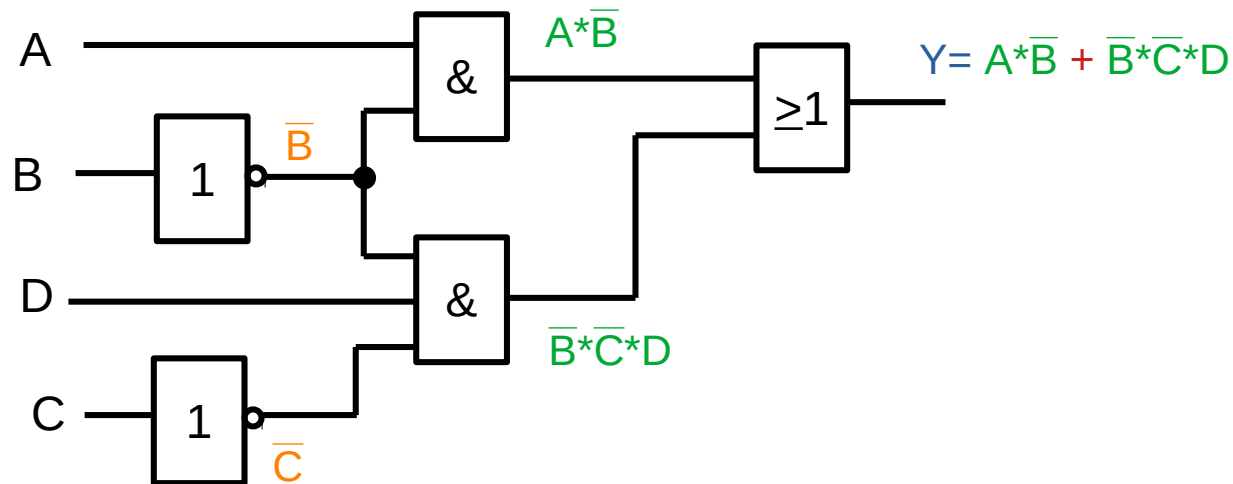 A
&
A*B̅
≥1
Y= A*B̅ + B̅*C̅*D
B
1
B̅
D
&
B̅*C̅*D
C
1
C̅